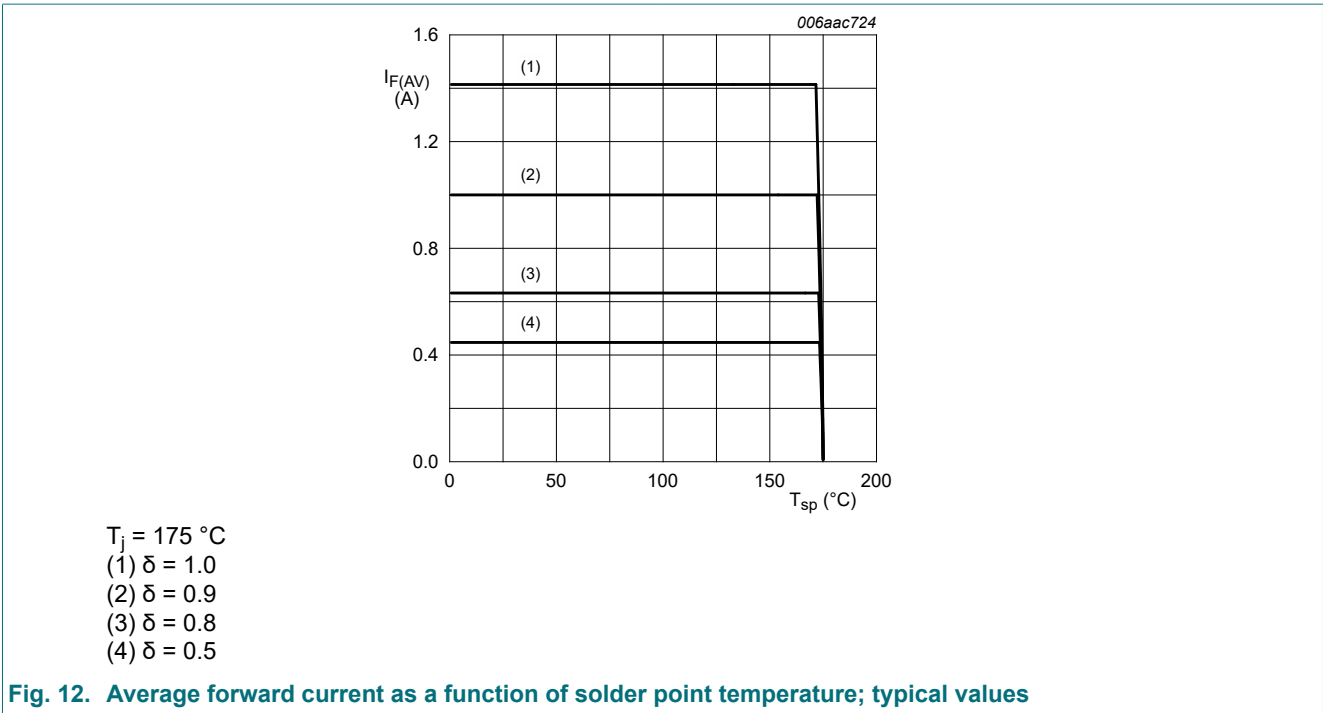 006aac724
1.6
I_F(AV)
(A)
(1)
1.2
(2)
0.8
(3)
(4)
0.4
0.0
0 50 100 150 200
T_sp (°C)
T_j = 175 °C
(1) δ = 1.0
(2) δ = 0.9
(3) δ = 0.8
(4) δ = 0.5
Fig. 12. Average forward current as a function of solder point temperature; typical values